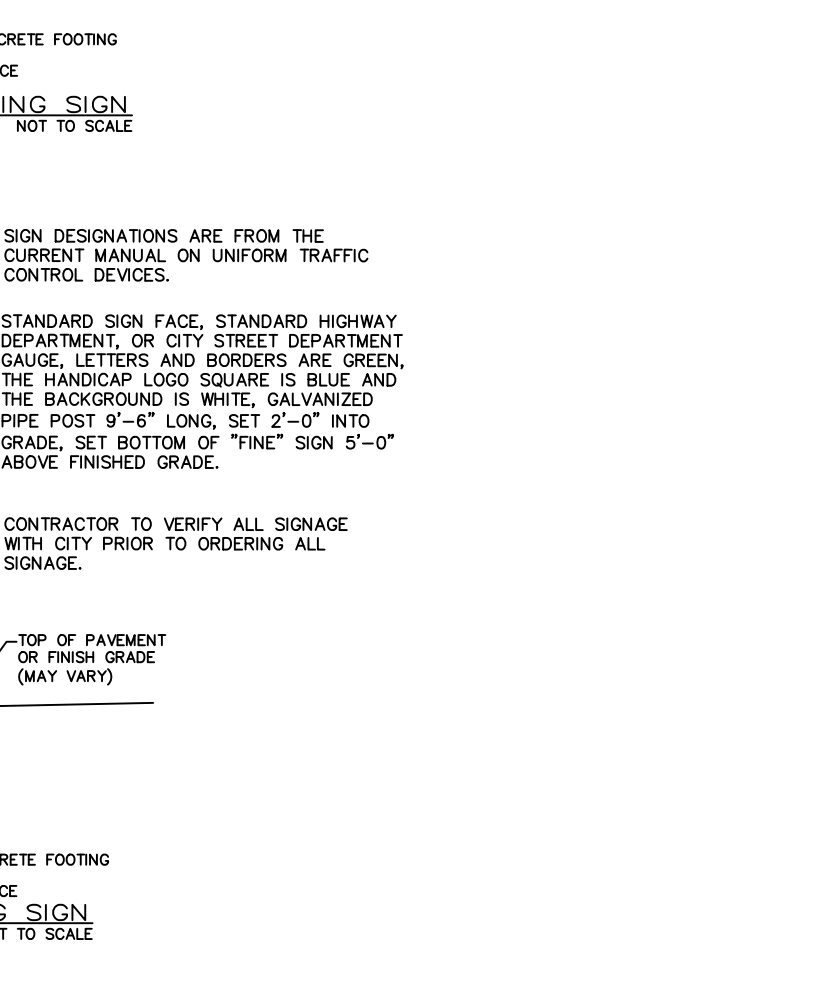 CRETE FOOTING
CE
ING SIGN
NOT TO SCALE
SIGN DESIGNATIONS ARE FROM THE
CURRENT MANUAL ON UNIFORM TRAFFIC
CONTROL DEVICES.
STANDARD SIGN FACE, STANDARD HIGHWAY
DEPARTMENT, OR CITY STREET DEPARTMENT
GAUGE, LETTERS AND BORDERS ARE GREEN,
THE HANDICAP LOGO SQUARE IS BLUE AND
THE BACKGROUND IS WHITE, GALVANIZED
PIPE POST 9'–6" LONG, SET 2'–0" INTO
GRADE, SET BOTTOM OF "FINE" SIGN 5'–0"
ABOVE FINISHED GRADE.
CONTRACTOR TO VERIFY ALL SIGNAGE
WITH CITY PRIOR TO ORDERING ALL
SIGNAGE.
TOP OF PAVEMENT
OR FINISH GRADE
(MAY VARY)
RETE FOOTING
CE
G SIGN
T TO SCALE